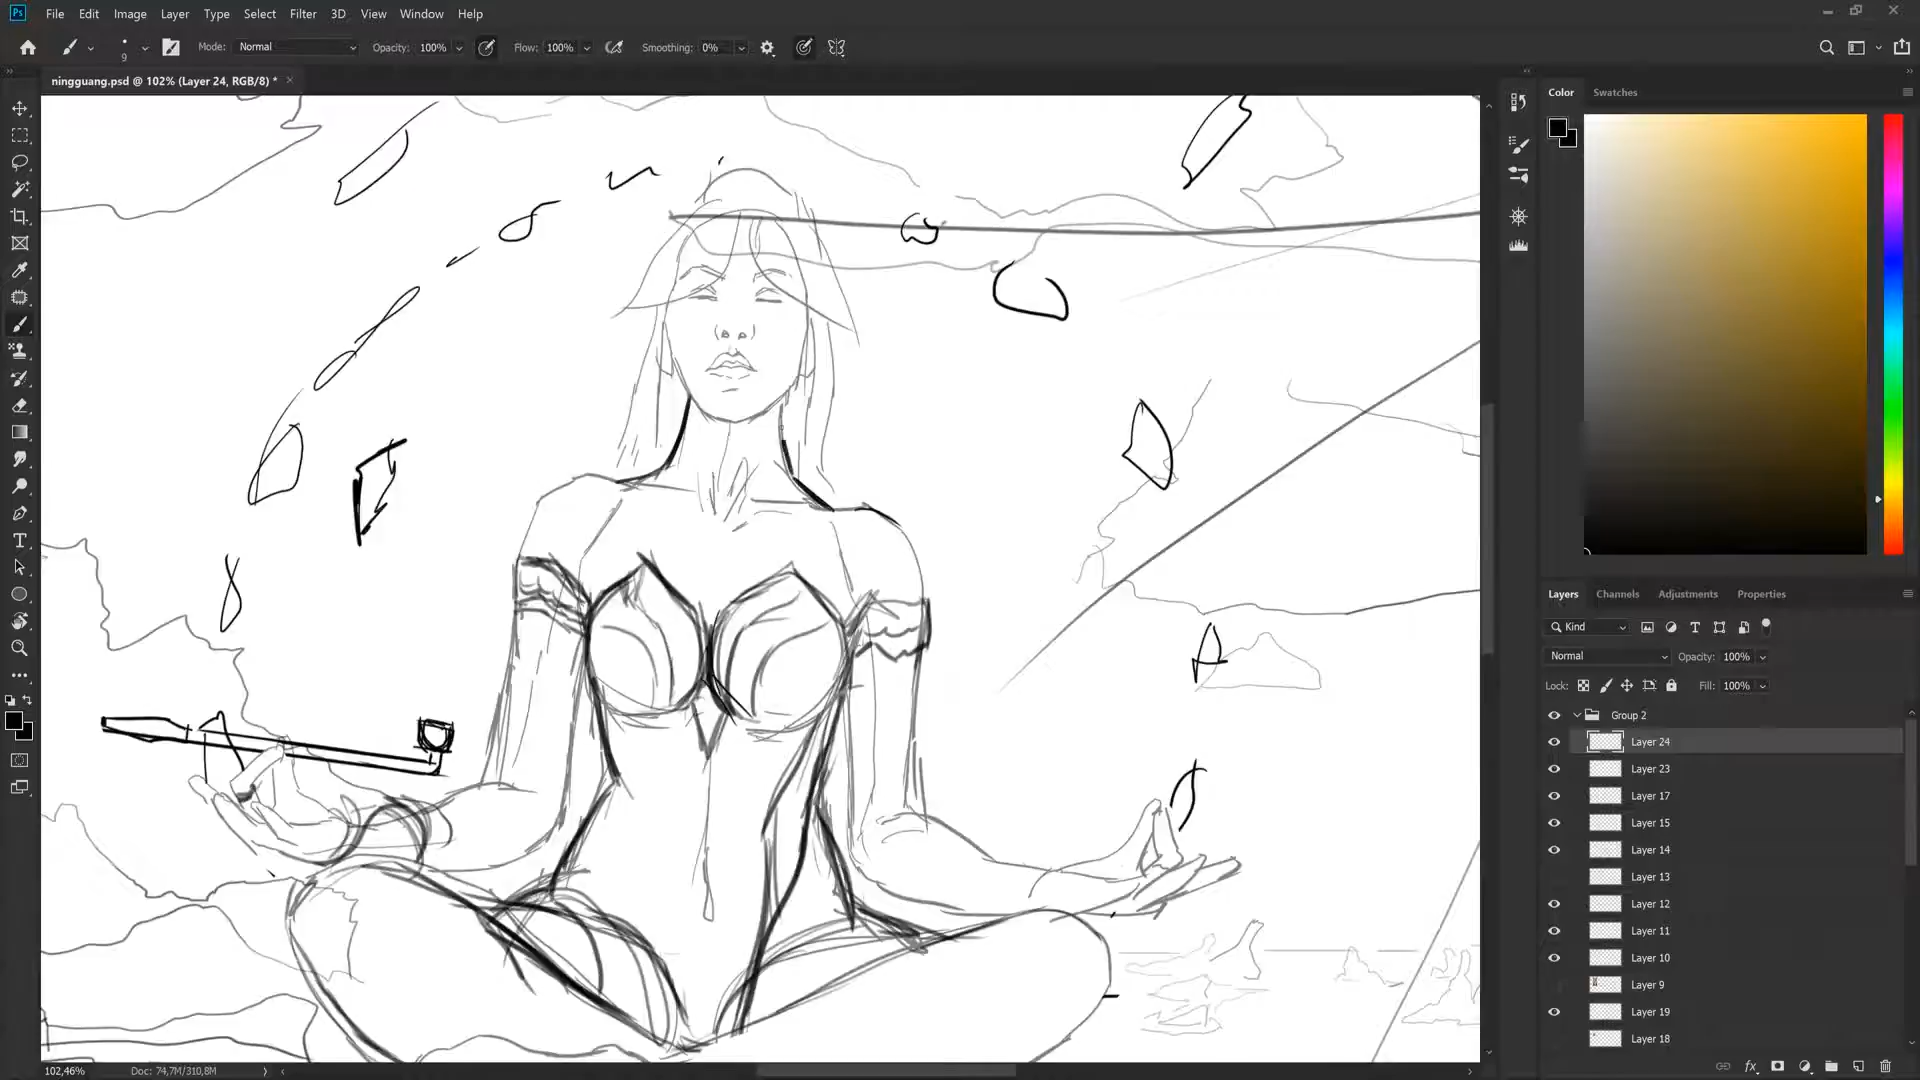 Ps File Edit Image Layer Type Select Filter 3D View Window Help
9 Mode: Normal Opacity: 100% Flow: 100% Smoothing: 0%
ningguang.psd @ 102% (Layer 24, RGB/8) *
Color Swatches
Layers Channels Adjustments Properties
Kind
Normal Opacity: 100%
Lock: Fill: 100%
Group 2
Layer 24
Layer 23
Layer 17
Layer 15
Layer 14
Layer 13
Layer 12
Layer 11
Layer 10
Layer 9
Layer 19
Layer 18
102,46% Doc: 74,7M/310,8M
fx